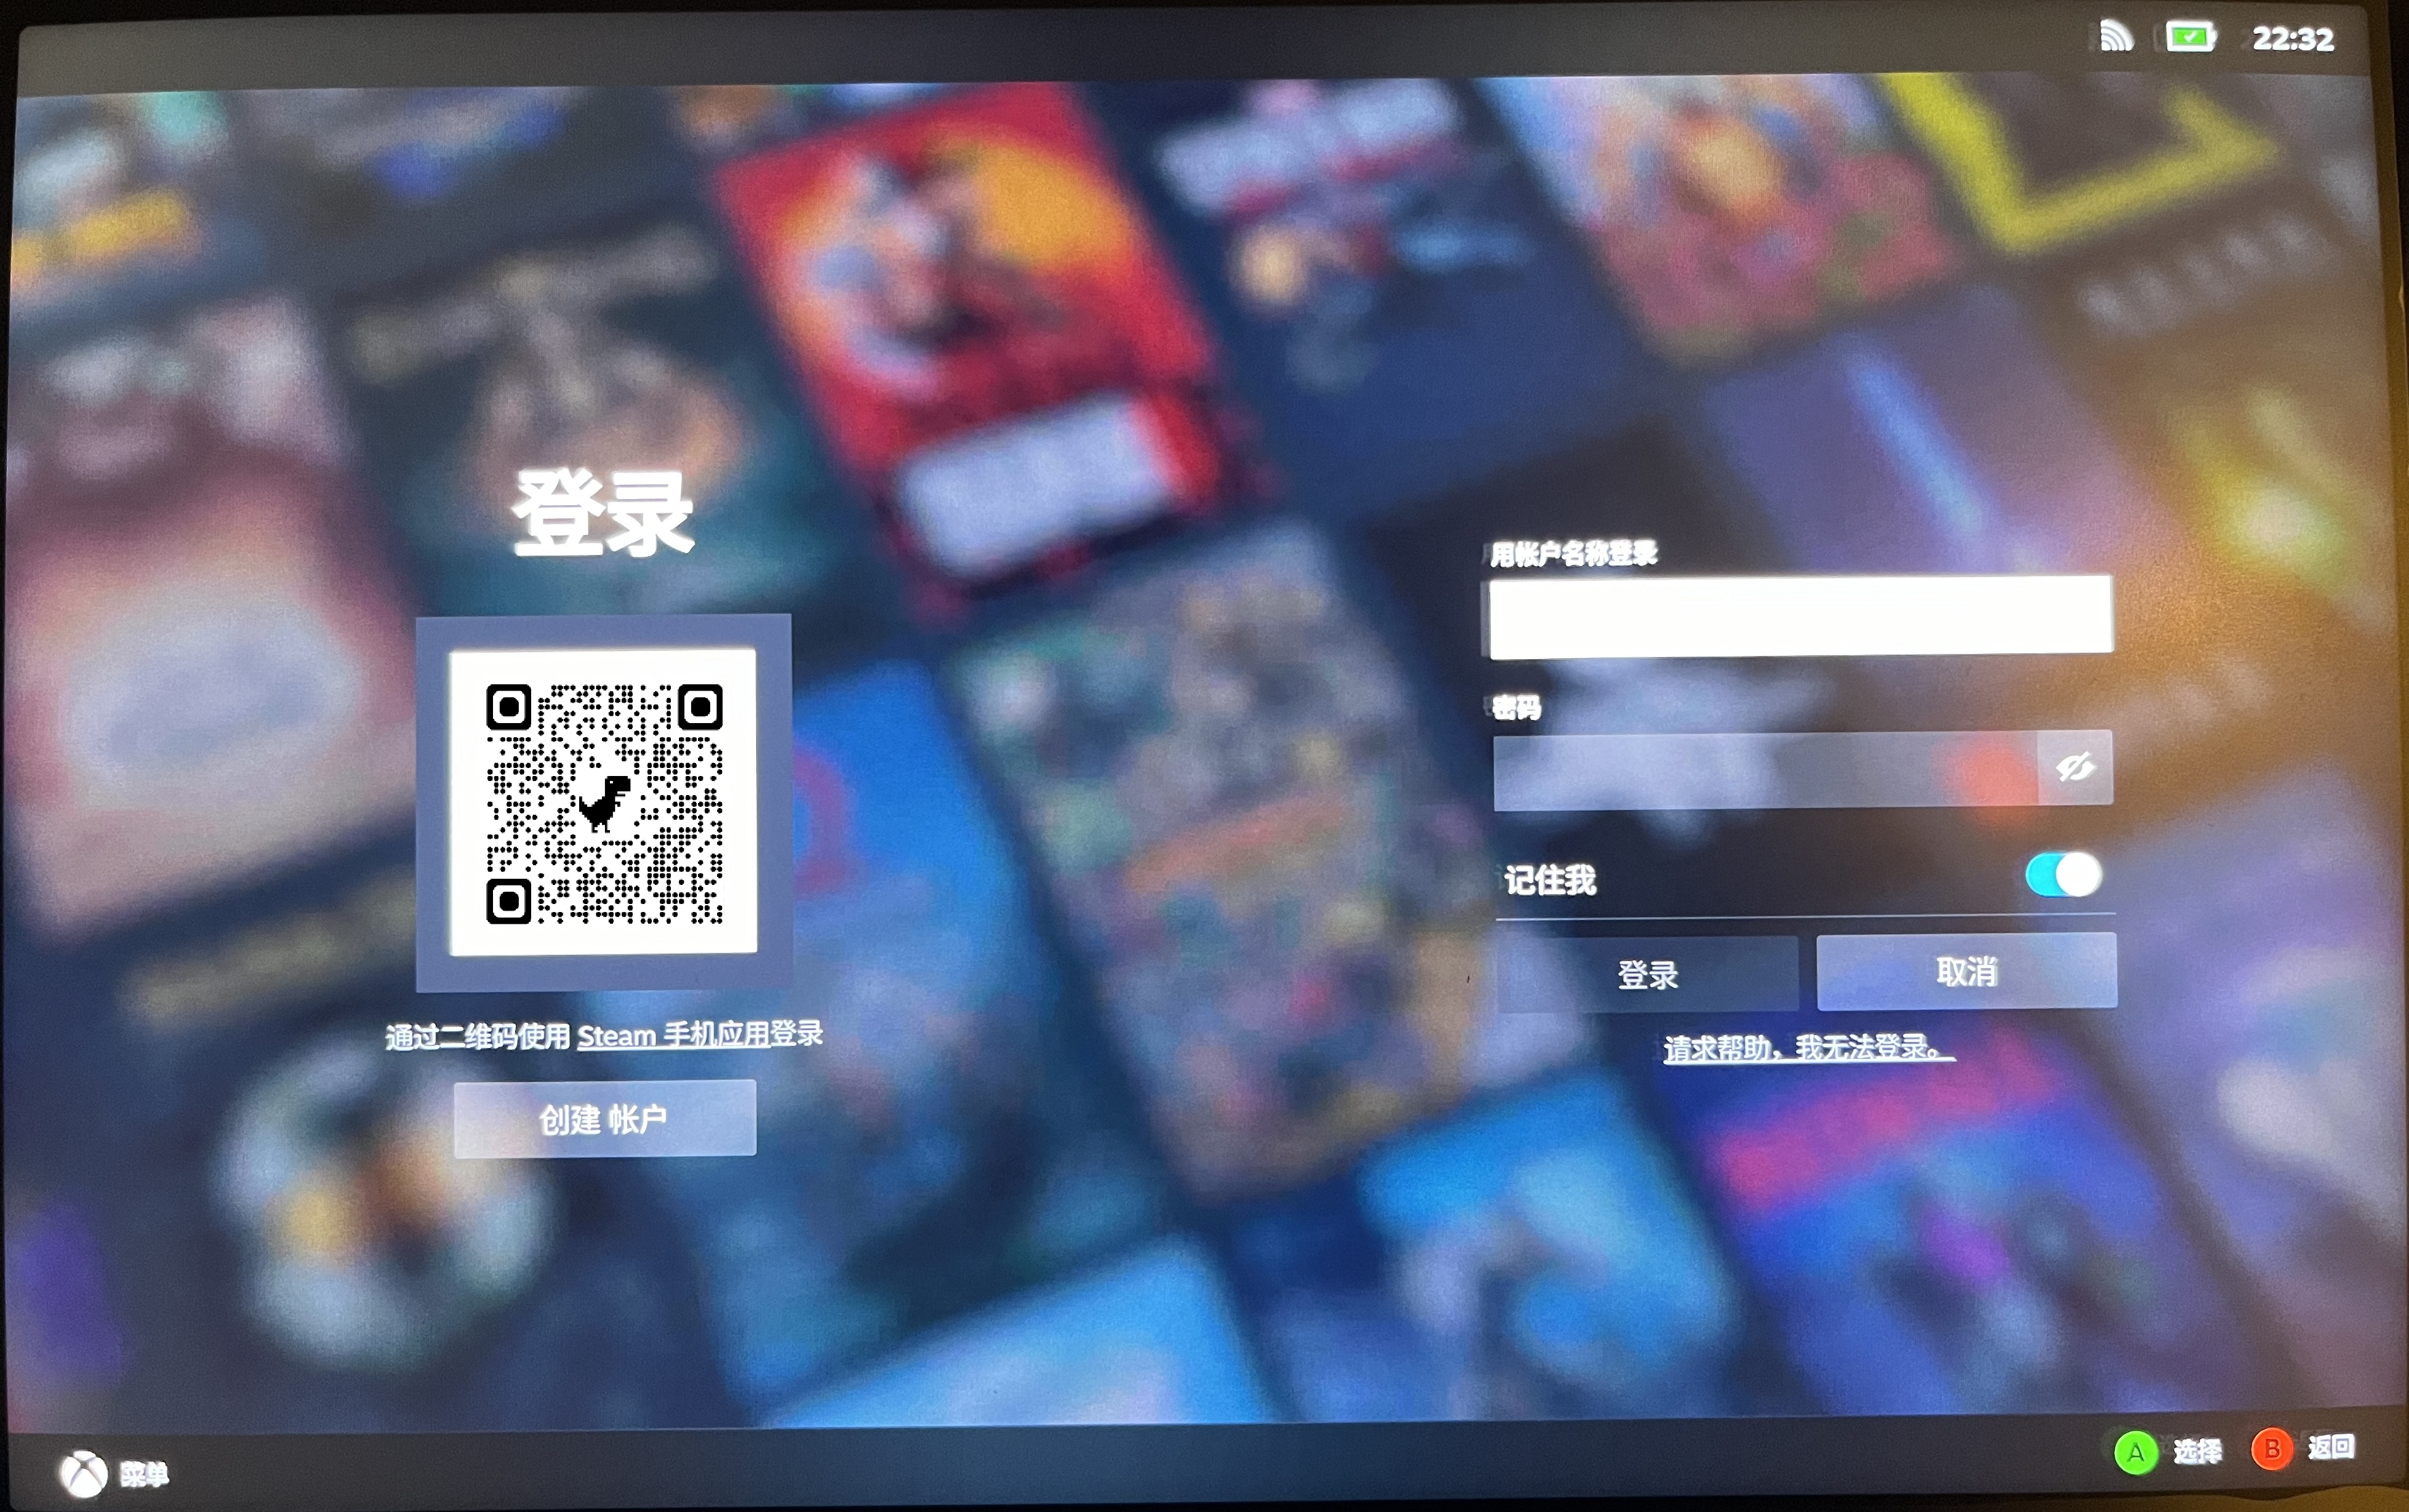 22:32
登录
用帐户名称登录
密码
记住我
登录
取消
请求帮助，我无法登录。
通过二维码使用 Steam 手机应用登录
创建 帐户
菜单
A 选择
B 返回